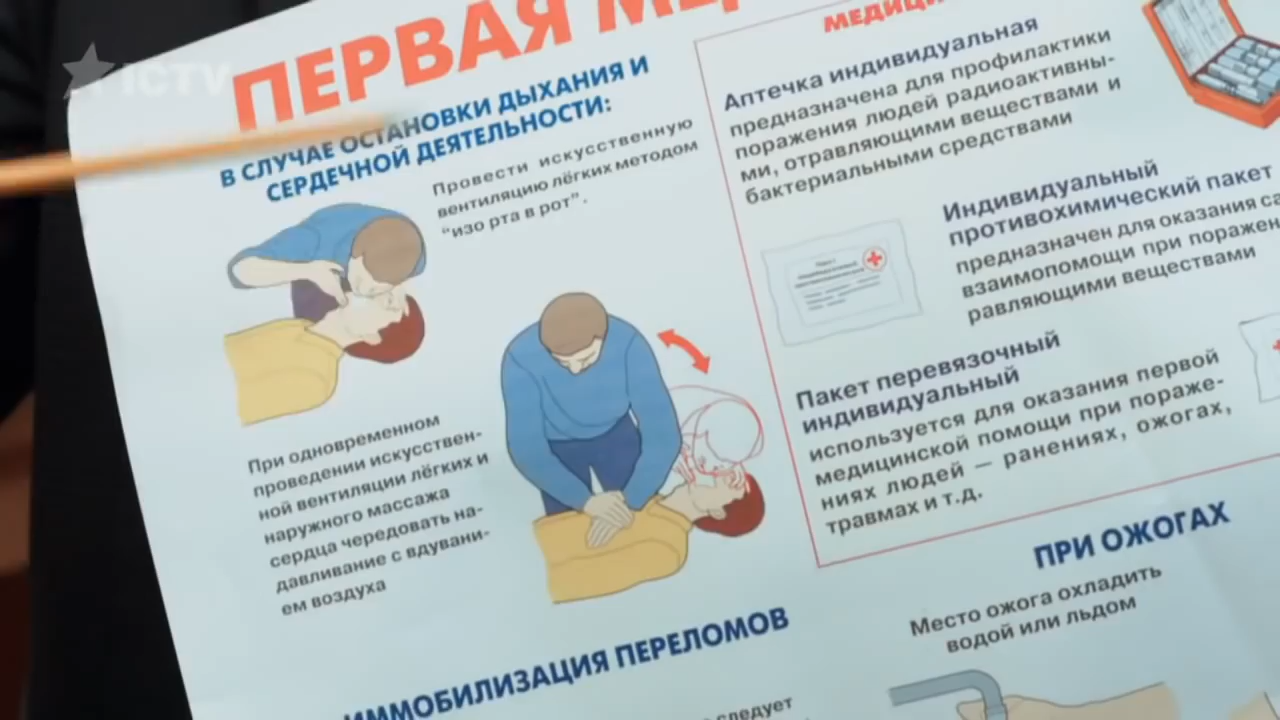 ICTV
ПЕРВАЯ
В СЛУЧАЕ ОСТАНОВКИ ДЫХАНИЯ И
СЕРДЕЧНОЙ ДЕЯТЕЛЬНОСТИ:
Провести искусственную
вентиляцию лёгких методом
“изо рта в рот”.
При одновременном
проведении искусствен-
ной вентиляции лёгких и
наружного массажа
сердца чередовать на-
давливание с вдувани-
ем воздуха
ИММОБИЛИЗАЦИЯ ПЕРЕЛОМОВ
следует
Аптечка индивидуальная
предназначена для профилактики
поражения людей радиоактивны-
ми, отравляющими веществами и
бактериальными средствами
Индивидуальный
противохимический пакет
предназначен для оказания
взаимопомощи при
равляющими веществами
Пакет перевязочный
индивидуальный
используется для оказания первой
медицинской помощи при пораже-
ниях людей — ранениях, ожогах,
травмах и т.д.
ПРИ ОЖОГАХ
Место ожога охладить
водой или льдом